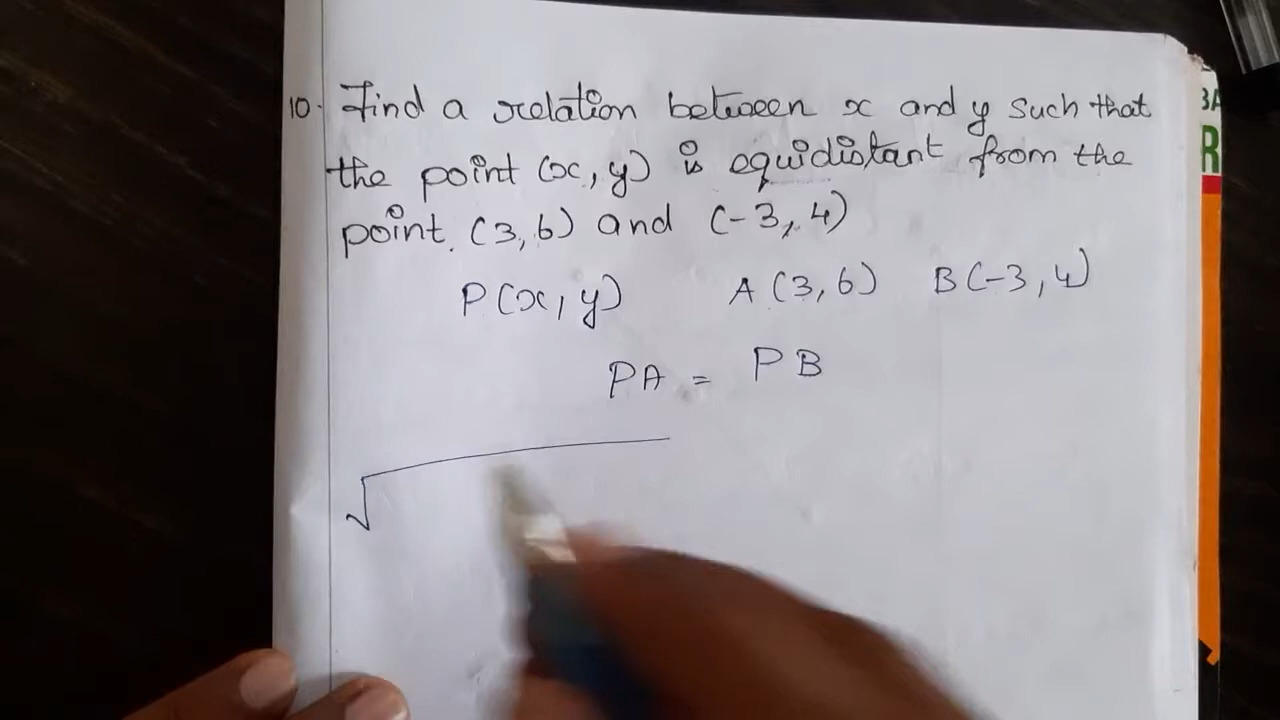 10. Find a relation between x and y such that
the point (x, y) is equidistant from the
point (3, 6) and (-3, 4)
P(x, y) A(3, 6) B(-3, 4)
PA = PB
√